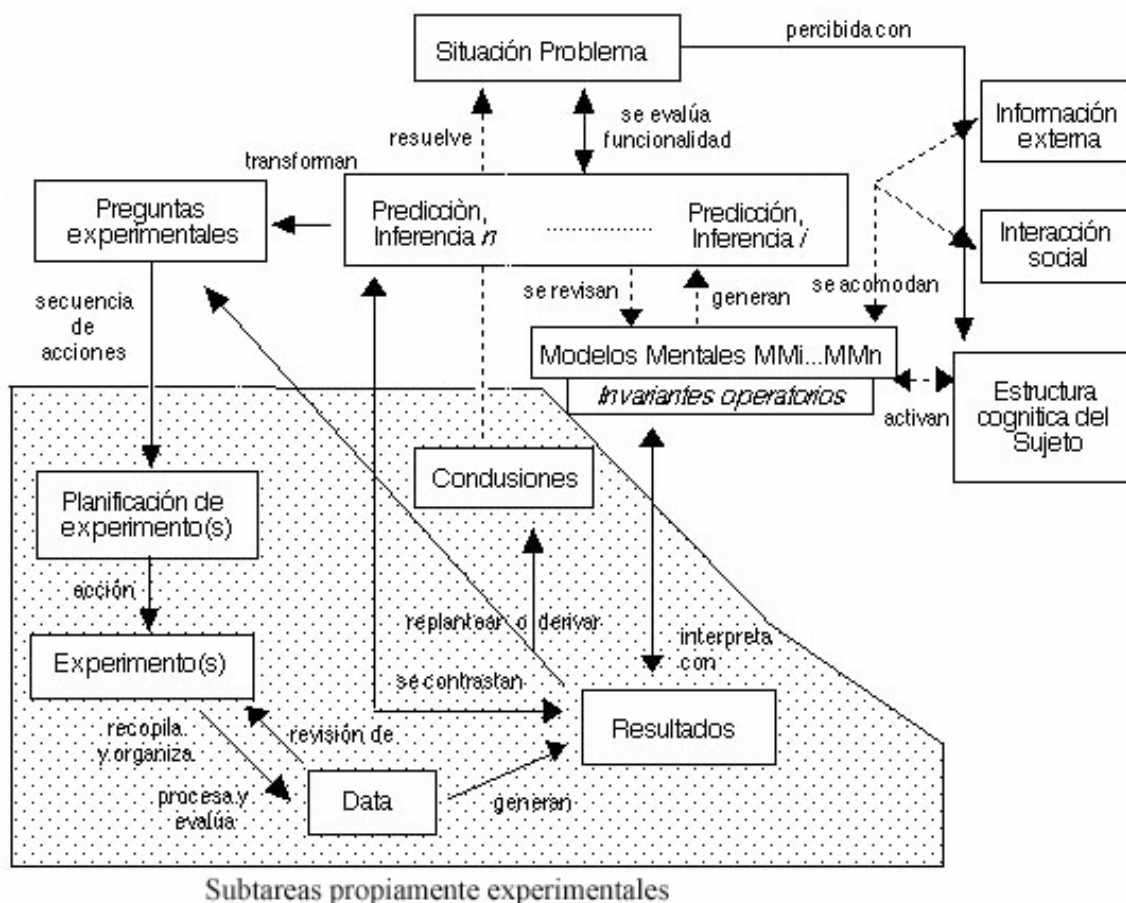 Situación Problema
percibida con
Información
externa
Interacción
social
resuelve
se evalúa
funcionalidad
transforman
Preguntas
experimentales
Predicciòn,
Inferencia n
....................
Predicción,
Inferencia i
se revisan
generan
se acomodan
secuencia
de
acciones
Modelos Mentales MMi...MMn
Invariantes operatorios
activan
Estructura
cognitica del
Sujeto
Condusiones
Planificación de
experimento(s)
acción
replantear o derivar
interpreta
con
Experimento(s)
se contrastan
Resultados
recopila
y organiza
revisión de
procesa y
evalúa
Data
generan
Subtareas propiamente experimentales